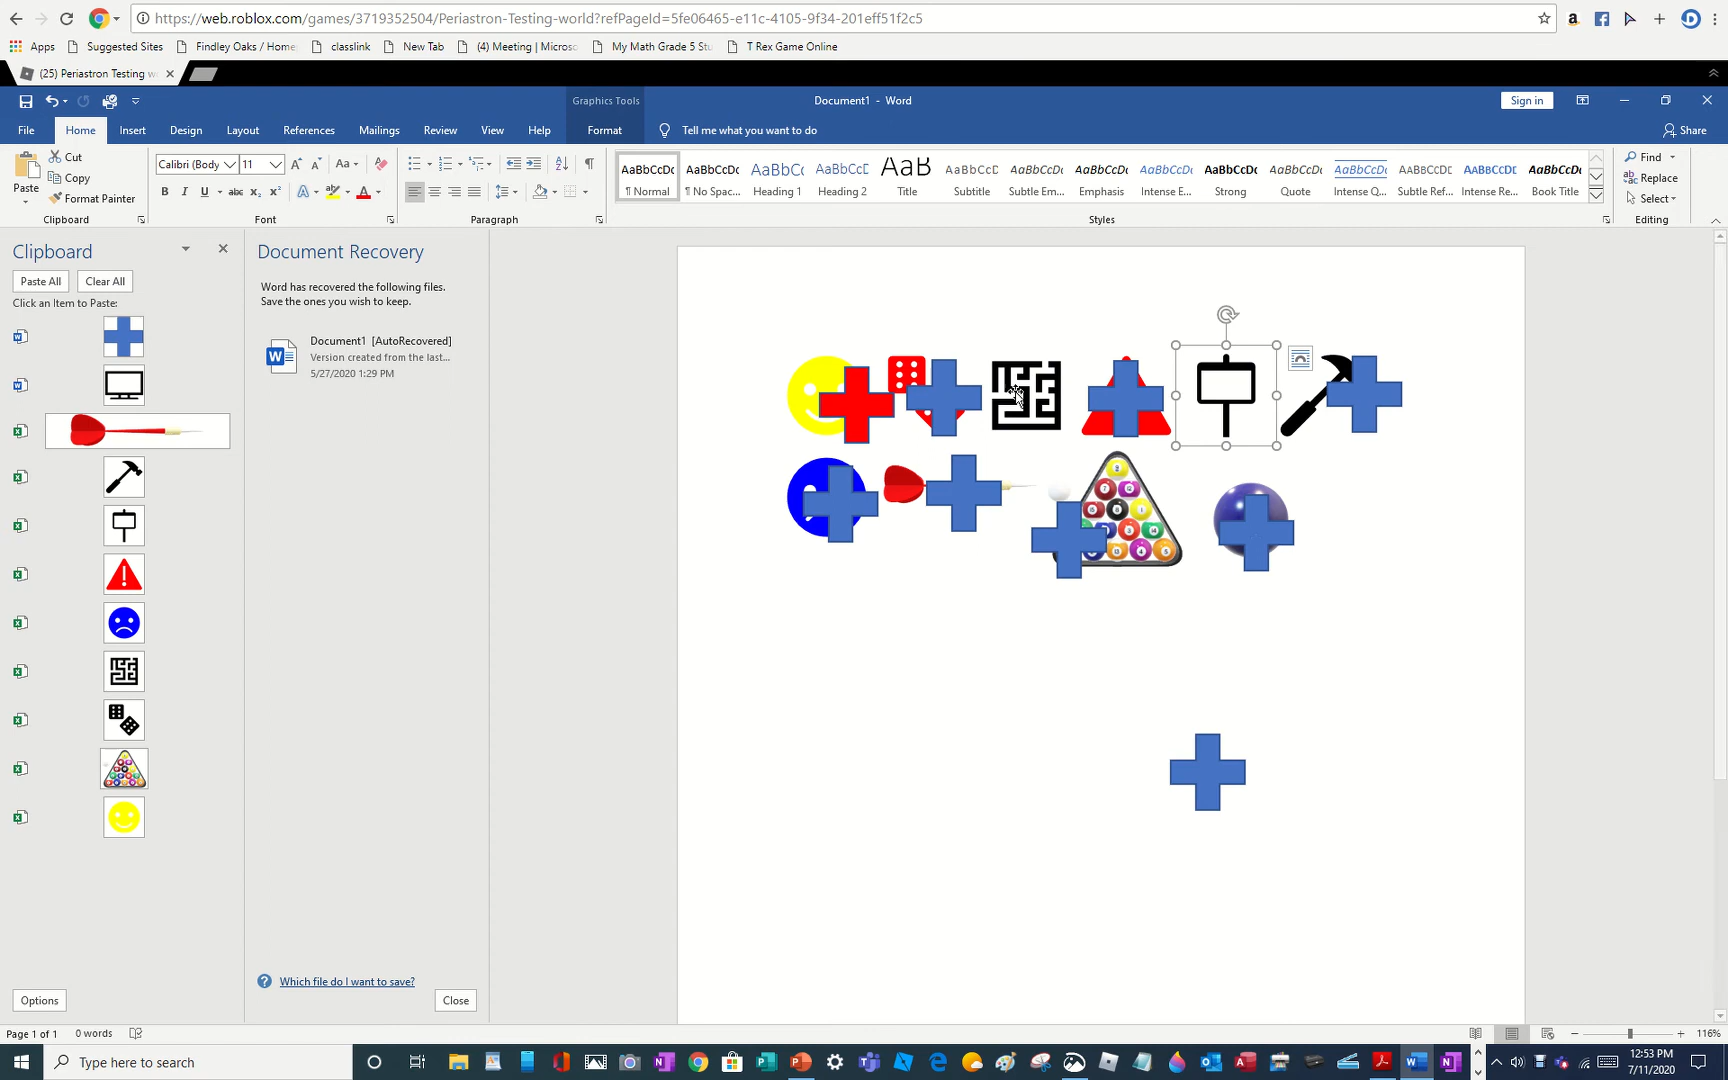 https://web.roblox.com/games/3719352504/Periastron-Testing-world?refPageId=5fe06465-e11c-4105-9f34-201eff51f2c5
Apps Suggested Sites Findley Oaks / Home classlink New Tab (4) Meeting | Microso My Math Grade 5 Stu T Rex Game Online
(25) Periastron Testing w
Graphics Tools Document1 - Word Sign in
File Home Insert Design Layout References Mailings Review View Help Format Tell me what you want to do Share
Paste Cut Copy Format Painter
Calibri (Body 11
AaBbCcDc AaBbCcDc AaBbCc AaBbCcD AaB AaBbCcD AaBbCcDc AaBbCcDc AaBbCcDc AaBbCcDc AaBbCcDc AaBbCcDc AaBbCcDD AaBbCcDD AaBbCcDc
¶ Normal ¶ No Spac... Heading 1 Heading 2 Title Subtitle Subtle Em... Emphasis Intense E... Strong Quote Intense Q... Subtle Ref... Intense Re... Book Title
Find Replace Select
Clipboard Font Paragraph Styles Editing
Clipboard
Paste All Clear All
Click an Item to Paste:
Options
Document Recovery
Word has recovered the following files.
Save the ones you wish to keep.
Document1 [AutoRecovered]
Version created from the last...
5/27/2020 1:29 PM
Which file do I want to save?
Close
Page 1 of 1 0 words 116%
Type here to search
12:53 PM
7/11/2020